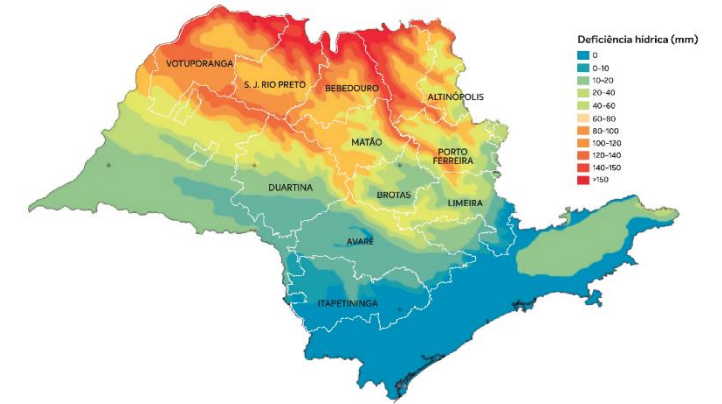 Deficiência hídrica (mm)
0
0-10
10-20
20-40
40-60
60-80
80-100
100-120
120-140
140-150
>150
VOTUPORANGA
S. J. RIO PRETO
BEBEDOURO
ALTINÓPOLIS
MATÃO
PORTO
FERREIRA
DUARTINA
BROTAS
LIMEIRA
AVARÉ
ITAPETININGA